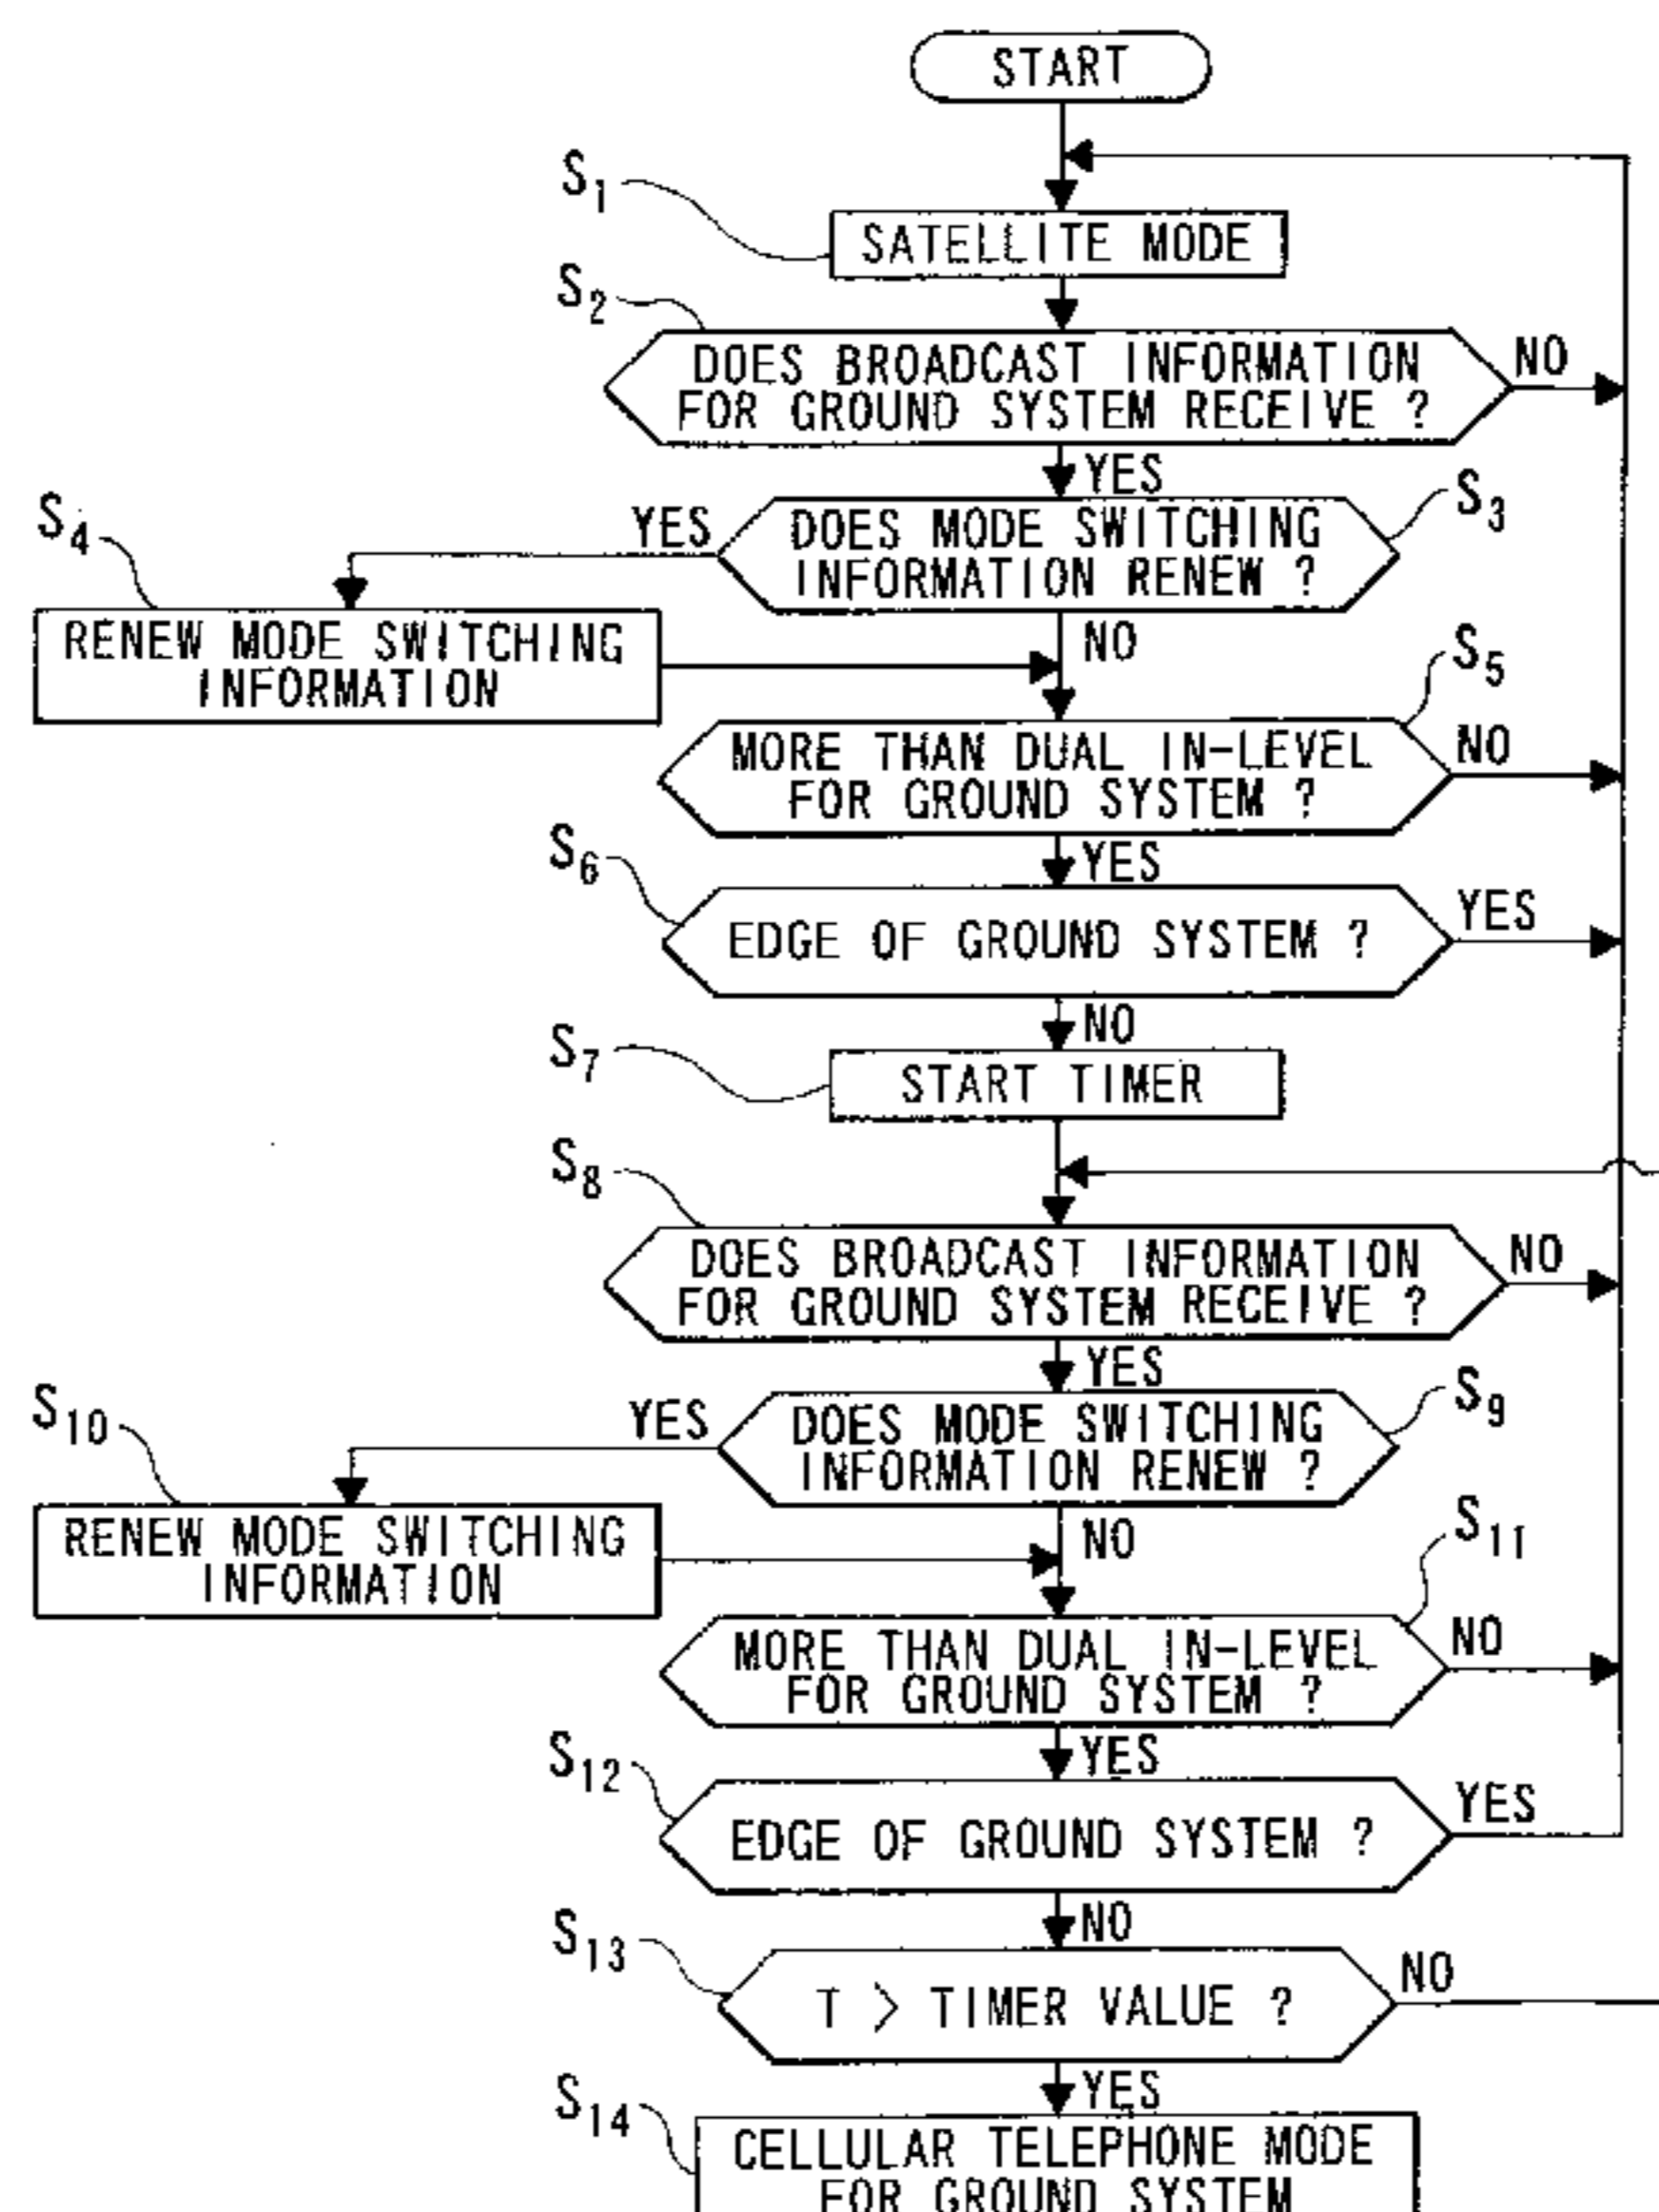 START
S1
SATELLITE MODE
S2
DOES BROADCAST INFORMATION
FOR GROUND SYSTEM RECEIVE ?
NO
YES
S3
DOES MODE SWITCHING
INFORMATION RENEW ?
YES
S4
RENEW MODE SWITCHING
INFORMATION
NO
S5
MORE THAN DUAL IN-LEVEL
FOR GROUND SYSTEM ?
NO
YES
S6
EDGE OF GROUND SYSTEM ?
YES
NO
S7
START TIMER
S8
DOES BROADCAST INFORMATION
FOR GROUND SYSTEM RECEIVE ?
NO
YES
S9
DOES MODE SWITCHING
INFORMATION RENEW ?
YES
S10
RENEW MODE SWITCHING
INFORMATION
NO
S11
MORE THAN DUAL IN-LEVEL
FOR GROUND SYSTEM ?
NO
YES
S12
EDGE OF GROUND SYSTEM ?
YES
NO
S13
T > TIMER VALUE ?
NO
YES
S14
CELLULAR TELEPHONE MODE
FOR GROUND SYSTEM